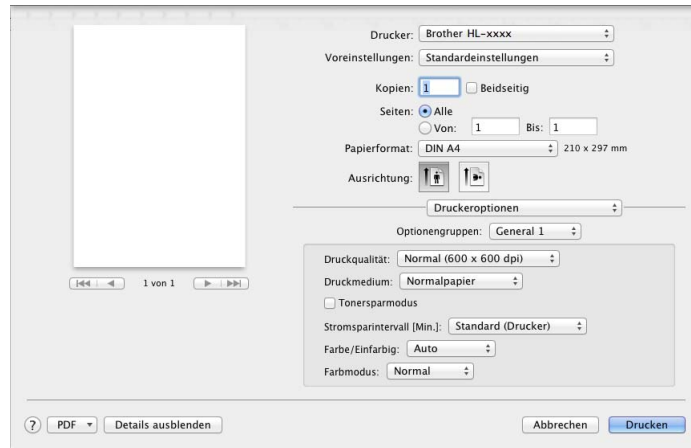 Drucker: Brother HL-xxxx
Voreinstellungen: Standardeinstellungen
Kopien: 1 Beidseitig
Seiten: Alle
Von: 1 Bis: 1
Papierformat: DIN A4 210 x 297 mm
Ausrichtung:
Druckeroptionen
Optionengruppen: General 1
Druckqualität: Normal (600 x 600 dpi)
Druckmedium: Normalpapier
Tonersparmodus
Stromsparintervall [Min.]: Standard (Drucker)
Farbe/Einfarbig: Auto
Farbmodus: Normal
1 von 1
? PDF Details ausblenden Abbrechen Drucken